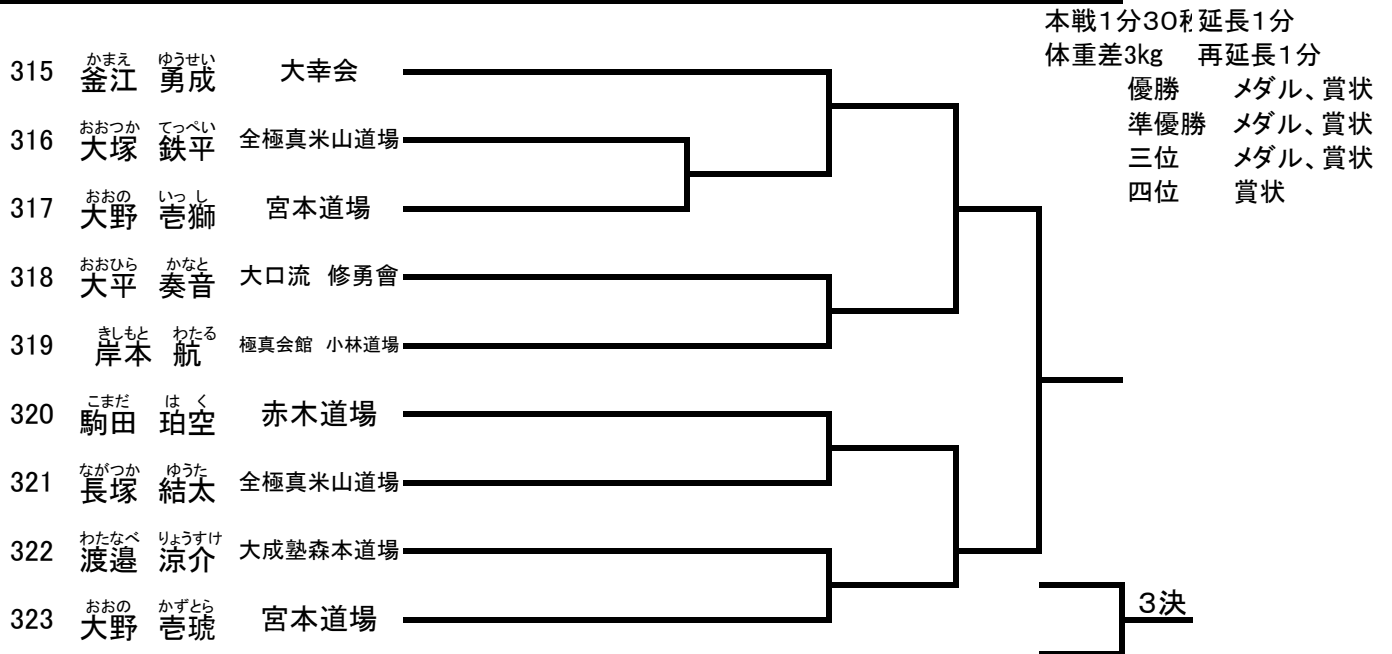 本戦1分30秒 延長1分
体重差3kg 再延長1分
優勝 メダル、賞状
準優勝 メダル、賞状
三位 メダル、賞状
四位 賞状
かまえ ゆうせい
315 釜江 勇成 大幸会
おおつか てっぺい
316 大塚 鉄平 全極真米山道場
おおの いっし
317 大野 壱獅 宮本道場
おおひら かなと
318 大平 奏音 大口流 修勇會
きしもと わたる
319 岸本 航 極真会館 小林道場
こまだ はく
320 駒田 珀空 赤木道場
ながつか ゆうた
321 長塚 結太 全極真米山道場
わたなべ りょうすけ
322 渡邉 涼介 大成塾森本道場
おおの かずとら
323 大野 壱琥 宮本道場
3決